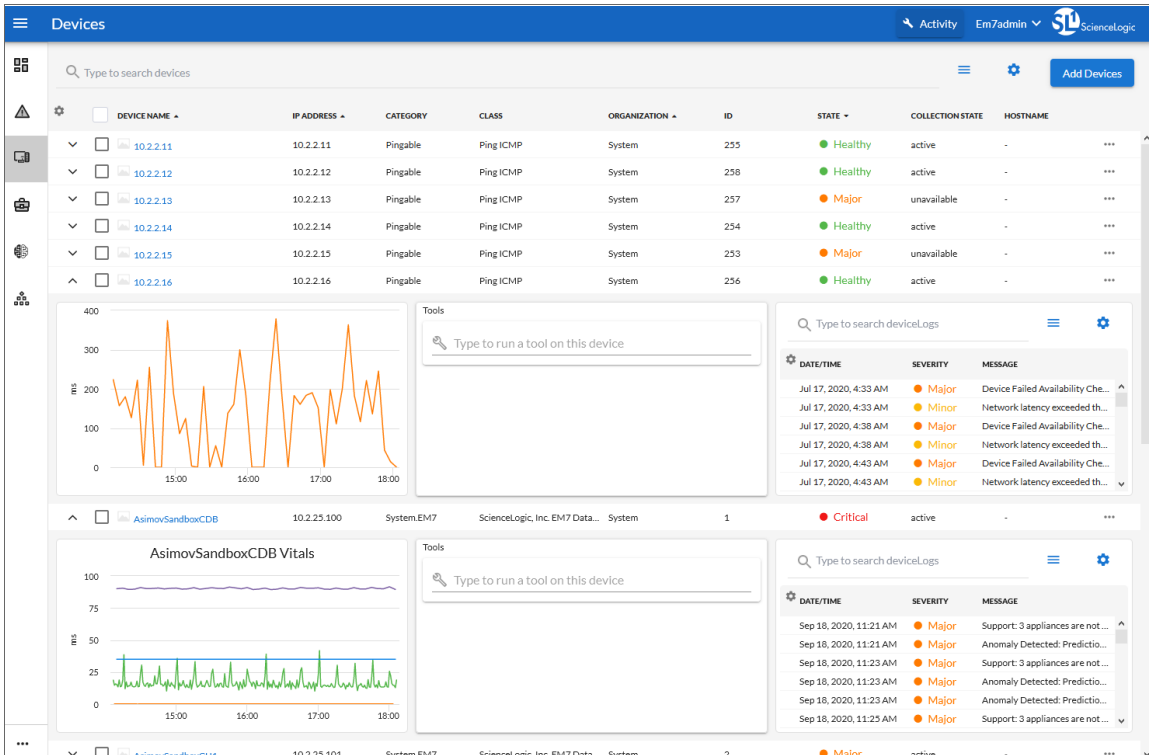 Devices Activity Em7admin SL1 ScienceLogic
Type to search devices Add Devices
DEVICE NAME IP ADDRESS CATEGORY CLASS ORGANIZATION ID STATE COLLECTION STATE HOSTNAME
10.2.2.11 10.2.2.11 Pingable Ping ICMP System 255 Healthy active - •••
10.2.2.12 10.2.2.12 Pingable Ping ICMP System 258 Healthy active - •••
10.2.2.13 10.2.2.13 Pingable Ping ICMP System 257 Major unavailable - •••
10.2.2.14 10.2.2.14 Pingable Ping ICMP System 254 Healthy active - •••
10.2.2.15 10.2.2.15 Pingable Ping ICMP System 253 Major unavailable - •••
10.2.2.16 10.2.2.16 Pingable Ping ICMP System 256 Healthy active - •••
400
300
200
100
0
ms
15:00 16:00 17:00 18:00
Tools
Type to run a tool on this device
Type to search deviceLogs
DATE/TIME SEVERITY MESSAGE
Jul 17, 2020, 4:33 AM Major Device Failed Availability Che...
Jul 17, 2020, 4:33 AM Minor Network latency exceeded th...
Jul 17, 2020, 4:38 AM Major Device Failed Availability Che...
Jul 17, 2020, 4:38 AM Minor Network latency exceeded th...
Jul 17, 2020, 4:43 AM Major Device Failed Availability Che...
Jul 17, 2020, 4:43 AM Minor Network latency exceeded th...
AsimovSandboxCDB 10.2.25.100 System.EM7 ScienceLogic, Inc. EM7 Data... System 1 Critical active - •••
AsimovSandboxCDB Vitals
100
75
50
25
0
ms
15:00 16:00 17:00 18:00
Tools
Type to run a tool on this device
Type to search deviceLogs
DATE/TIME SEVERITY MESSAGE
Sep 18, 2020, 11:21 AM Major Support: 3 appliances are not ...
Sep 18, 2020, 11:21 AM Major Anomaly Detected: Predictio...
Sep 18, 2020, 11:23 AM Major Support: 3 appliances are not ...
Sep 18, 2020, 11:23 AM Major Anomaly Detected: Predictio...
Sep 18, 2020, 11:23 AM Major Anomaly Detected: Predictio...
Sep 18, 2020, 11:25 AM Major Support: 3 appliances are not ...
10.2.25.101 System.EM7 ScienceLogic, Inc. EM7 Data... System 2 Major active - •••